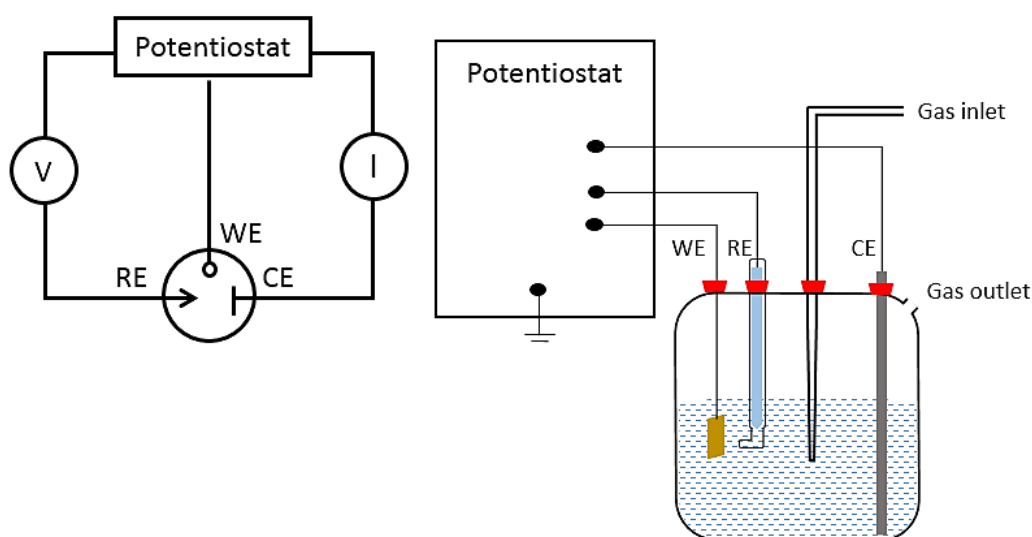 Potentiostat
V
I
WE
RE
CE
Potentiostat
Gas inlet
WE
RE
CE
Gas outlet